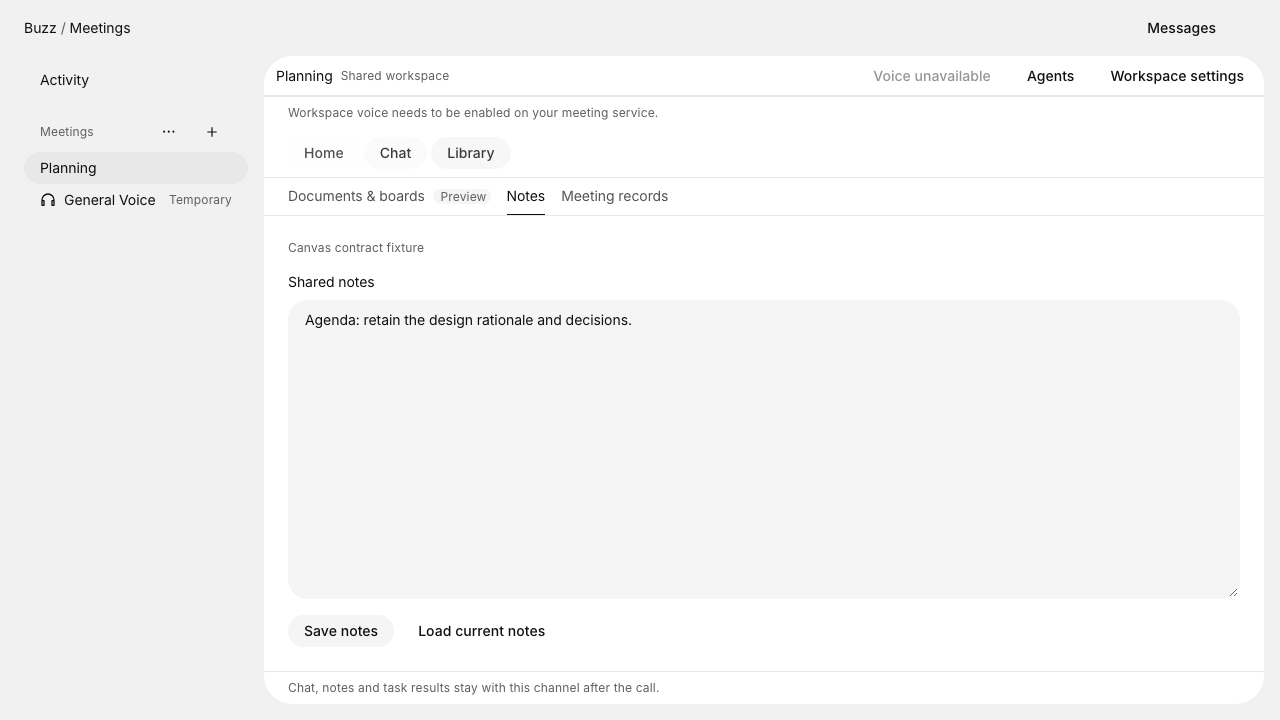 Buzz / Meetings
Messages
Activity
Meetings
Planning
General Voice Temporary
Planning Shared workspace
Voice unavailable
Agents
Workspace settings
Workspace voice needs to be enabled on your meeting service.
Home Chat Library
Documents & boards Preview Notes Meeting records
Canvas contract fixture
Shared notes
Agenda: retain the design rationale and decisions.
Save notes Load current notes
Chat, notes and task results stay with this channel after the call.